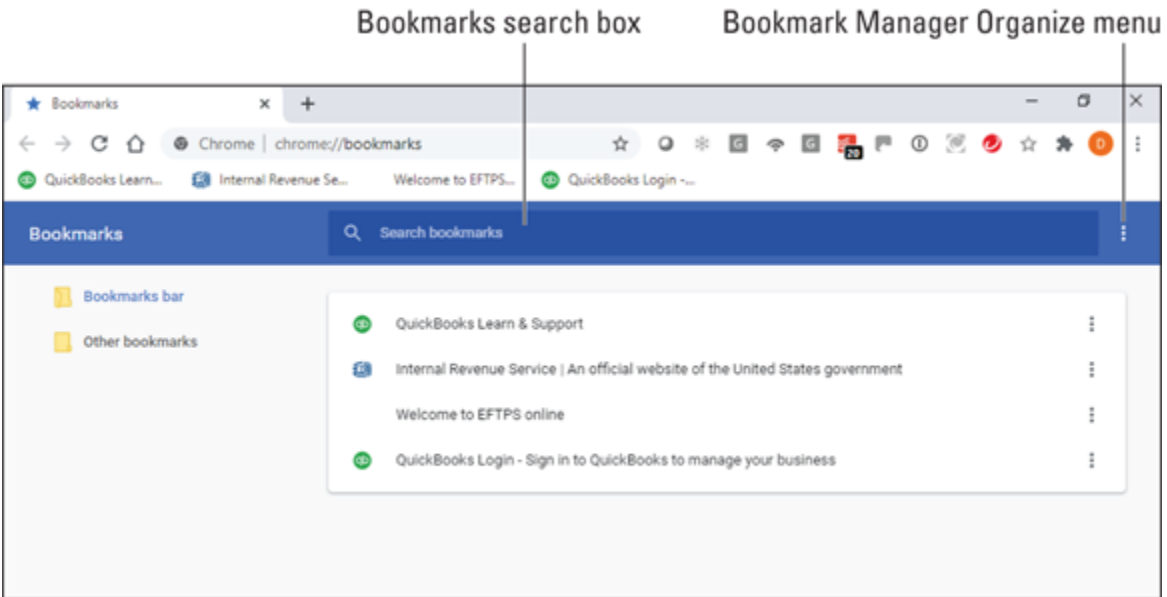 Bookmarks search box Bookmark Manager Organize menu
Bookmarks
Chrome | chrome://bookmarks G G 20 D
QuickBooks Learn... Internal Revenue Se... Welcome to EFTPS... QuickBooks Login -...
Bookmarks Search bookmarks
Bookmarks bar
Other bookmarks
QuickBooks Learn & Support
Internal Revenue Service | An official website of the United States government
Welcome to EFTPS online
QuickBooks Login - Sign in to QuickBooks to manage your business